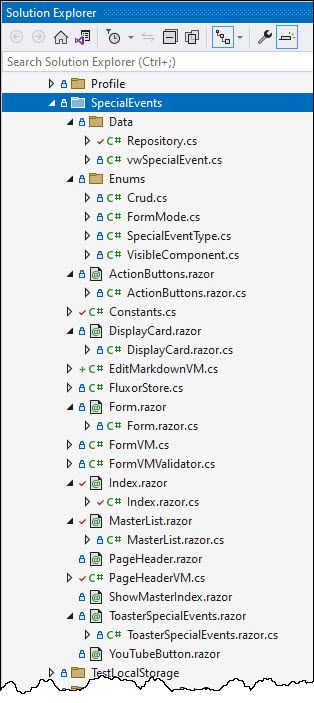 Solution Explorer
Search Solution Explorer (Ctrl+;)
Profile
SpecialEvents
Data
C# Repository.cs
C# vwSpecialEvent.cs
Enums
C# Crud.cs
C# FormMode.cs
C# SpecialEventType.cs
C# VisibleComponent.cs
@ ActionButtons.razor
C# ActionButtons.razor.cs
C# Constants.cs
@ DisplayCard.razor
C# DisplayCard.razor.cs
C# EditMarkdownVM.cs
C# FluxorStore.cs
@ Form.razor
C# Form.razor.cs
C# FormVM.cs
C# FormVMValidator.cs
@ Index.razor
C# Index.razor.cs
@ MasterList.razor
C# MasterList.razor.cs
@ PageHeader.razor
C# PageHeaderVM.cs
@ ShowMasterIndex.razor
@ ToasterSpecialEvents.razor
C# ToasterSpecialEvents.razor.cs
@ YouTubeButton.razor
TestLocalStorage